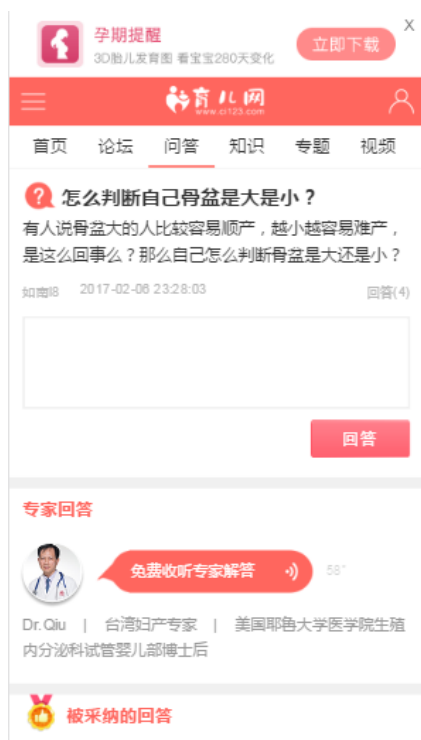 孕期提醒
3D胎儿发育图 看宝宝280天变化
立即下载
X
育儿网
www.ci123.com
首页 论坛 问答 知识 专题 视频
怎么判断自己骨盆是大是小？
有人说骨盆大的人比较容易顺产，越小越容易难产，
是这么回事么？那么自己怎么判断骨盆是大还是小？
如南l8 2017-02-06 23:28:03 回答(4)
回答
专家回答
免费收听专家解答 58"
Dr.Qiu | 台湾妇产专家 | 美国耶鲁大学医学院生殖
内分泌科试管婴儿部博士后
被采纳的回答